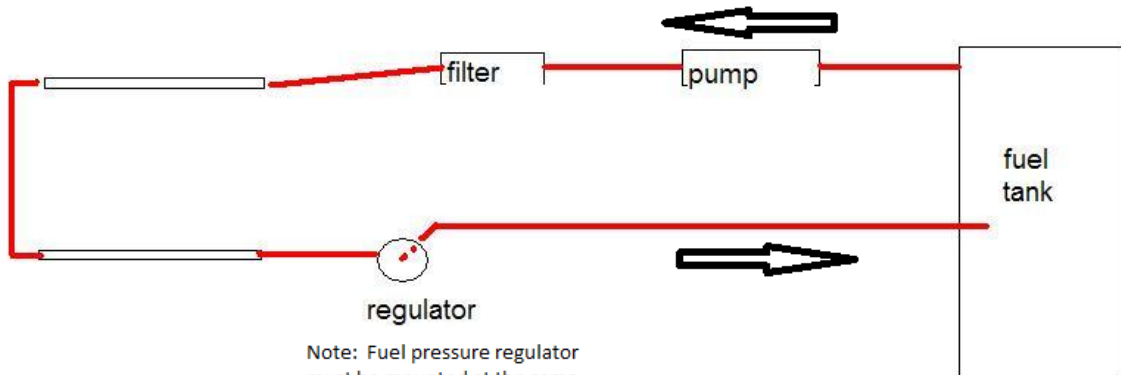 filter
pump
fuel
tank
regulator
Note:  Fuel pressure regulator